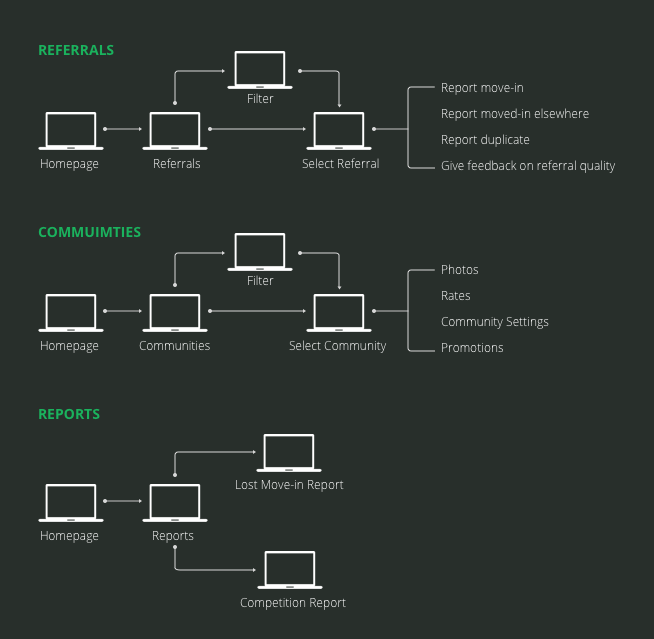 REFERRALS
Filter
Homepage
Referrals
Select Referral
Report move-in
Report moved-in elsewhere
Report duplicate
Give feedback on referral quality
COMMUIMTIES
Filter
Homepage
Communities
Select Community
Photos
Rates
Community Settings
Promotions
REPORTS
Lost Move-in Report
Homepage
Reports
Competition Report